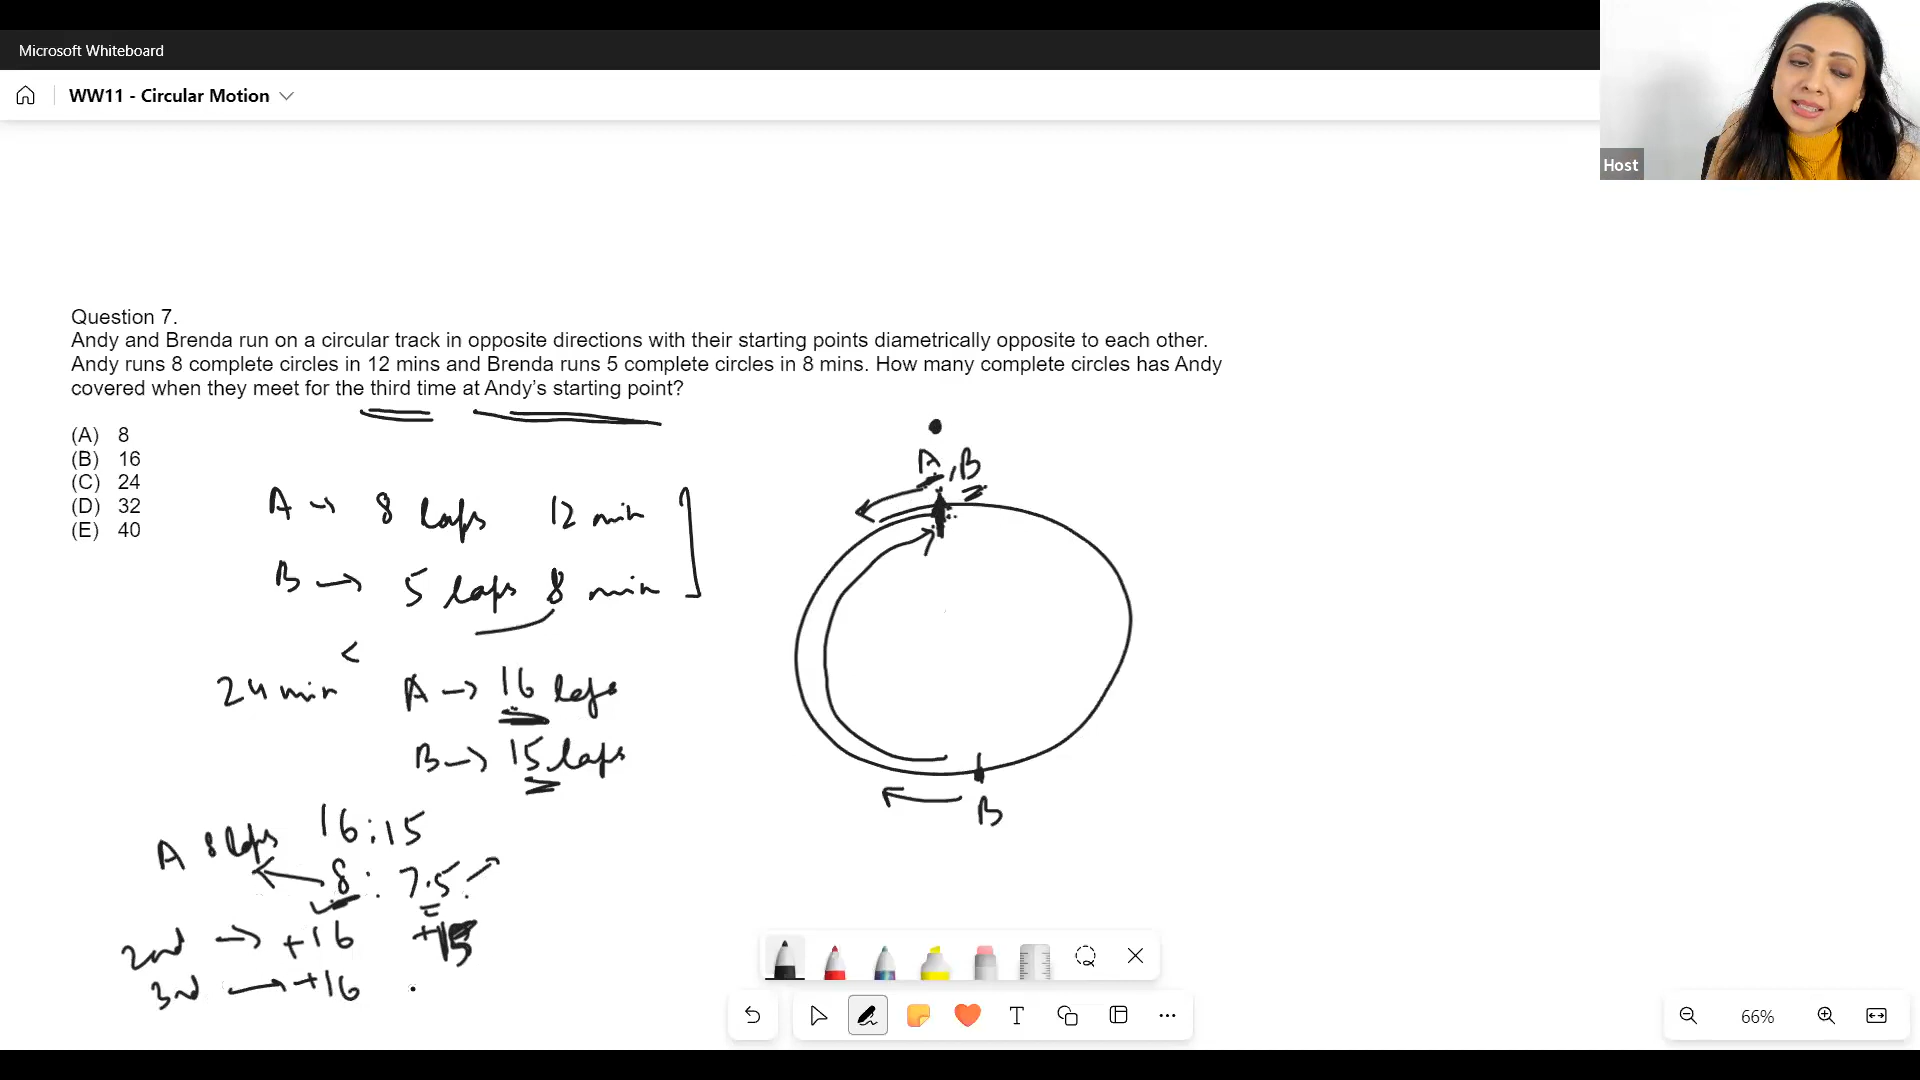 Microsoft Whiteboard
WW11 - Circular Motion
Host
Question 7.
Andy and Brenda run on a circular track in opposite directions with their starting points diametrically opposite to each other.
Andy runs 8 complete circles in 12 mins and Brenda runs 5 complete circles in 8 mins. How many complete circles has Andy
covered when they meet for the third time at Andy's starting point?
(A) 8
(B) 16
(C) 24
(D) 32
(E) 40
A → 8 laps 12 min
B → 5 laps 8 min
24 min A → 16 laps
B → 15 laps
16:15
A 8 laps ← 8 : 7.5
2nd → +16 +15
3rd → +16
A, B
B
66%